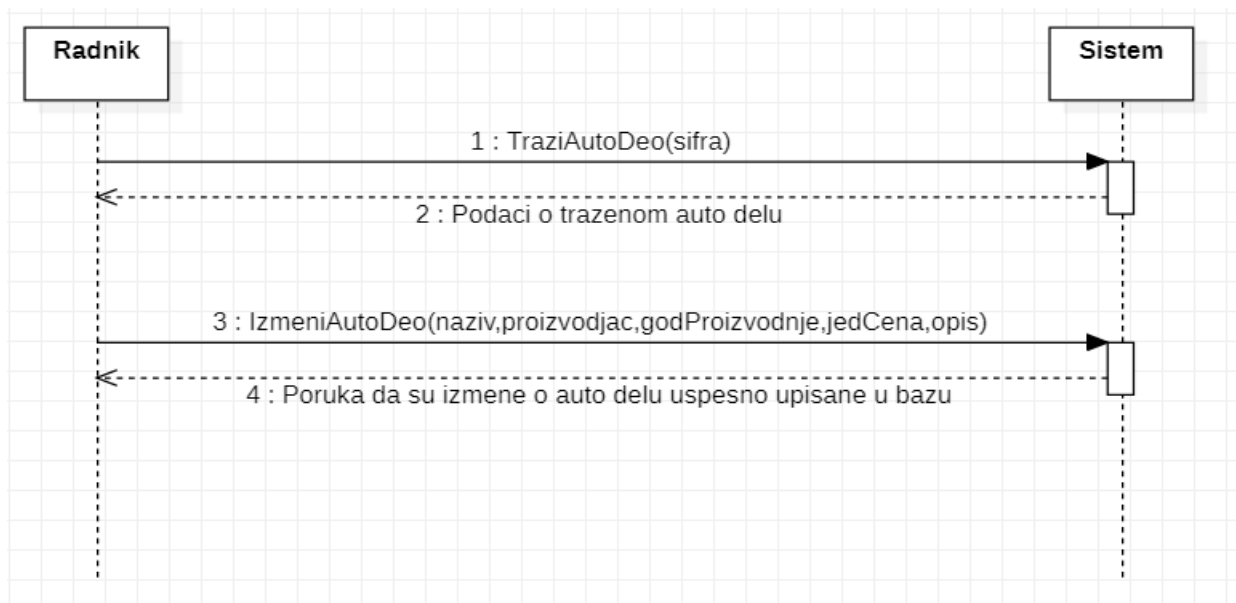 Radnik
Sistem
1 : TraziAutoDeo(sifra)
2 : Podaci o trazenom auto delu
3 : IzmeniAutoDeo(naziv,proizvodjac,godProizvodnje,jedCena,opis)
4 : Poruka da su izmene o auto delu uspesno upisane u bazu